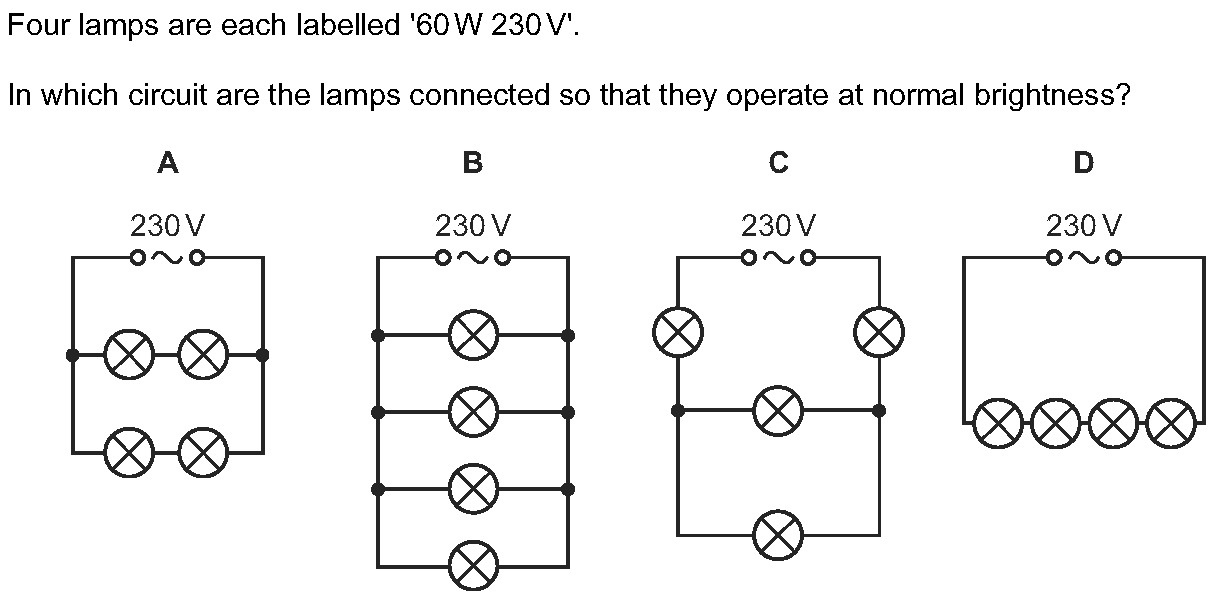 Four lamps are each labelled '60 W 230 V'.
In which circuit are the lamps connected so that they operate at normal brightness?
A B C D
230 V 230 V 230 V 230 V